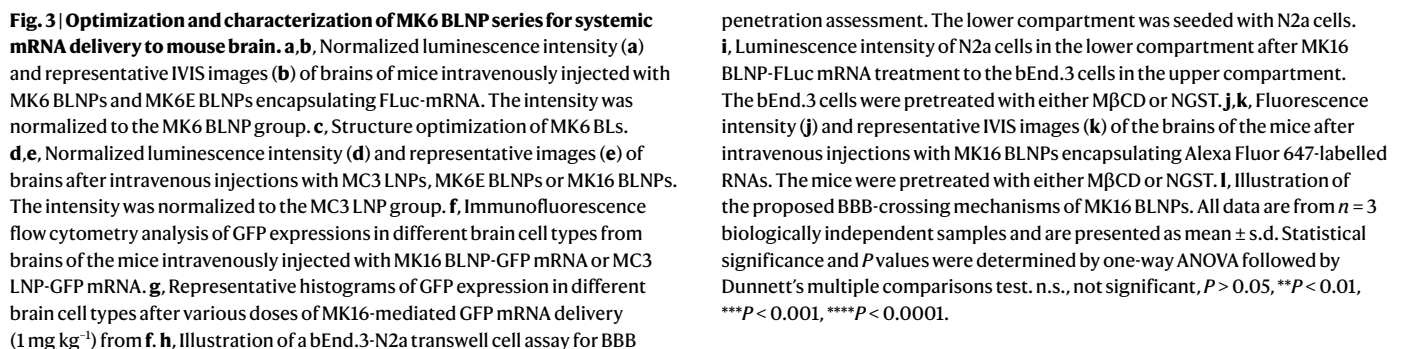 Fig. 3 | Optimization and characterization of MK6 BLNP series for systemic
mRNA delivery to mouse brain. a,b, Normalized luminescence intensity (a)
and representative IVIS images (b) of brains of mice intravenously injected with
MK6 BLNPs and MK6E BLNPs encapsulating FLuc-mRNA. The intensity was
normalized to the MK6 BLNP group. c, Structure optimization of MK6 BLs.
d,e, Normalized luminescence intensity (d) and representative images (e) of
brains after intravenous injections with MC3 LNPs, MK6E BLNPs or MK16 BLNPs.
The intensity was normalized to the MC3 LNP group. f, Immunofluorescence
flow cytometry analysis of GFP expressions in different brain cell types from
brains of the mice intravenously injected with MK16 BLNP-GFP mRNA or MC3
LNP-GFP mRNA. g, Representative histograms of GFP expression in different
brain cell types after various doses of MK16-mediated GFP mRNA delivery
(1 mg kg⁻¹) from f. h, Illustration of a bEnd.3-N2a transwell cell assay for BBB
penetration assessment. The lower compartment was seeded with N2a cells.
i, Luminescence intensity of N2a cells in the lower compartment after MK16
BLNP-FLuc mRNA treatment to the bEnd.3 cells in the upper compartment.
The bEnd.3 cells were pretreated with either MβCD or NGST. j,k, Fluorescence
intensity (j) and representative IVIS images (k) of the brains of the mice after
intravenous injections with MK16 BLNPs encapsulating Alexa Fluor 647-labelled
RNAs. The mice were pretreated with either MβCD or NGST. l, Illustration of
the proposed BBB-crossing mechanisms of MK16 BLNPs. All data are from n = 3
biologically independent samples and are presented as mean ± s.d. Statistical
significance and P values were determined by one-way ANOVA followed by
Dunnett's multiple comparisons test. n.s., not significant, P > 0.05, **P < 0.01,
***P < 0.001, ****P < 0.0001.